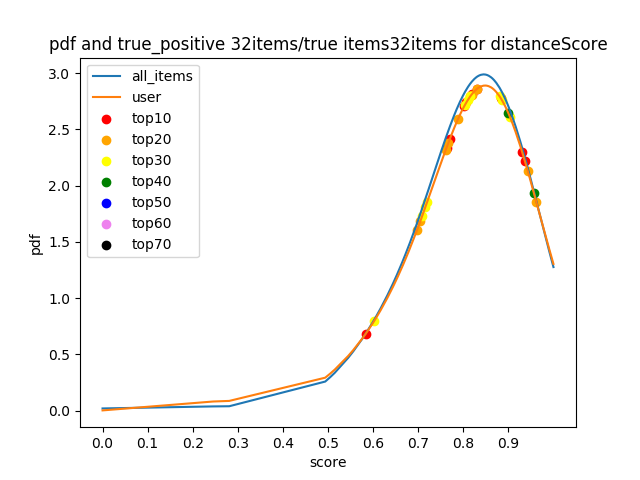 pdf and true_positive 32items/true items32items for distanceScore
3.0
2.5
2.0
1.5
1.0
0.5
0.0
pdf
all_items
user
top10
top20
top30
top40
top50
top60
top70
0.0 0.1 0.2 0.3 0.4 0.5 0.6 0.7 0.8 0.9
score